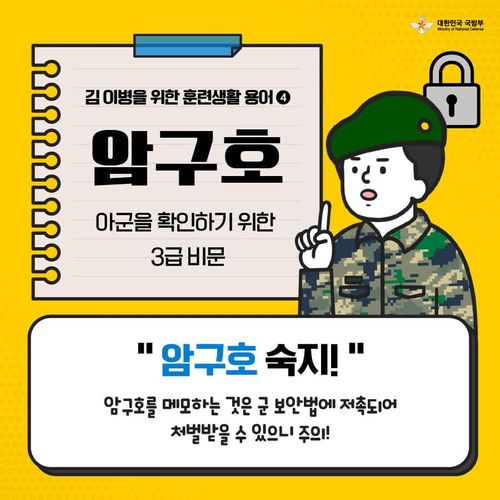 대한민국 국방부
Ministry of National Defense
김 이병을 위한 훈련생활 용어 ❹
암구호
아군을 확인하기 위한
3급 비문
" 암구호 숙지! "
암구호를 메모하는 것은 군 보안법에 저촉되어
처벌받을 수 있으니 주의!